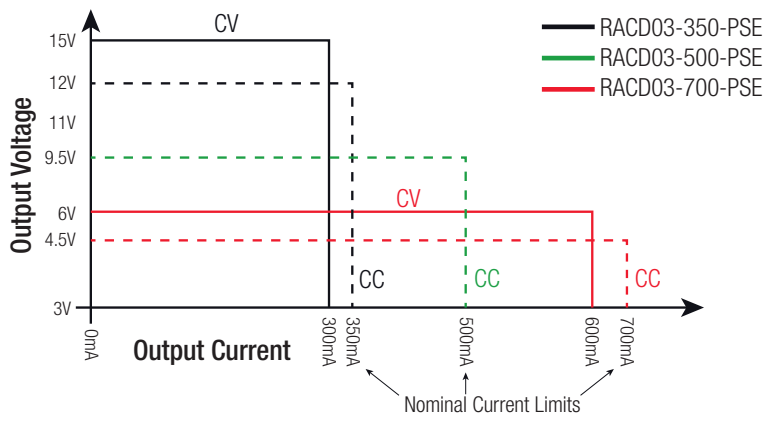 CV
15V
12V
11V
9.5V
6V
4.5V
3V
Output Voltage
RACD03-350-PSE
RACD03-500-PSE
RACD03-700-PSE
CV
CC
CC
CC
0mA
300mA
350mA
500mA
600mA
700mA
Output Current
Nominal Current Limits